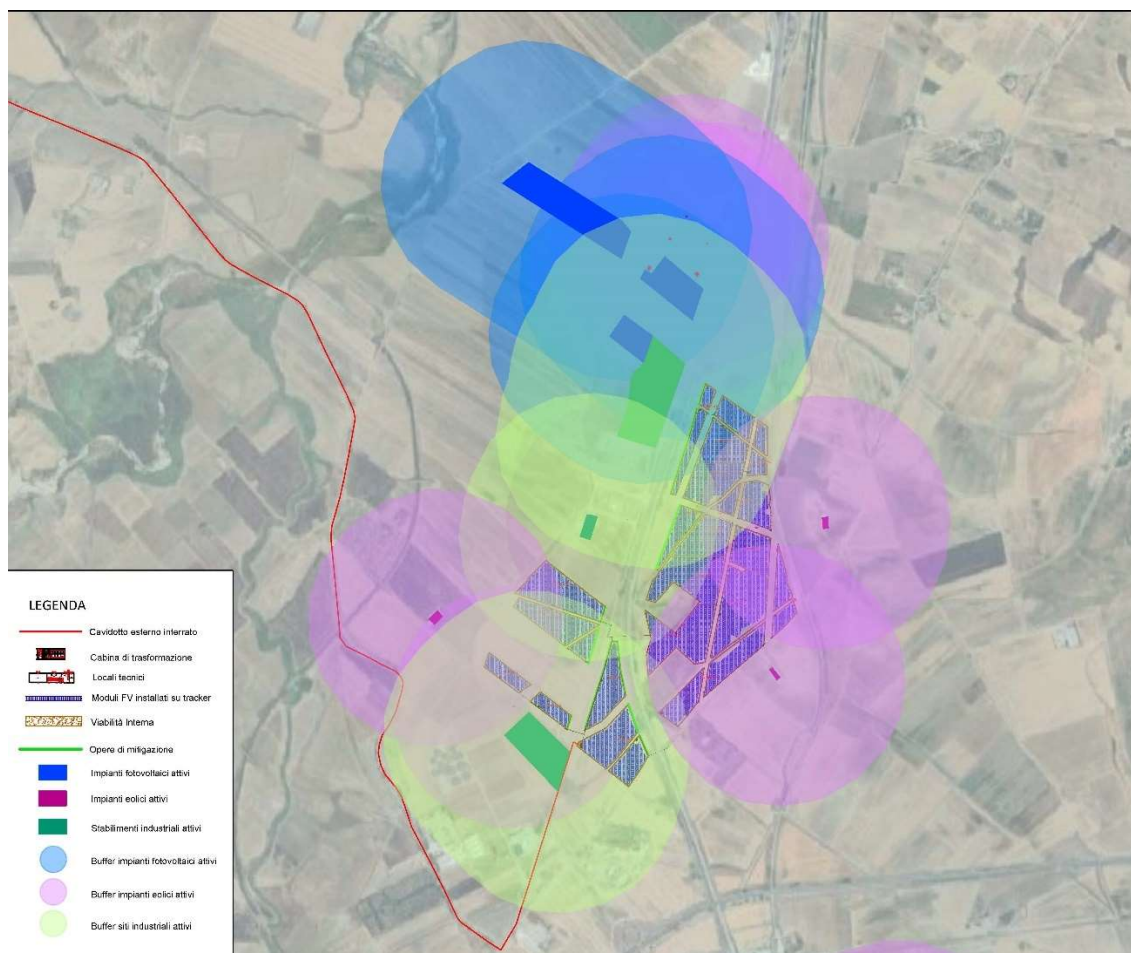 LEGENDA
Cavidotto esterno interrato
Cabina di trasformazione
Locali tecnici
Moduli FV installati su tracker
Viabilità Interna
Opere di mitigazione
Impianti fotovoltaici attivi
Impianti eolici attivi
Stabilimenti industriali attivi
Buffer impianti fotovoltaici attivi
Buffer impianti eolici attivi
Buffer siti industriali attivi